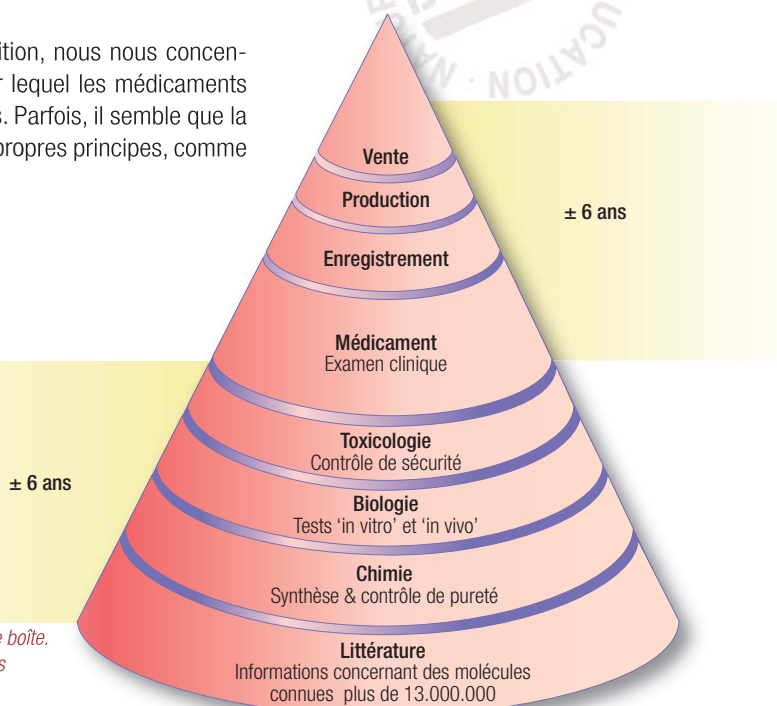 ition, nous nous concen-
r lequel les médicaments
s. Parfois, il semble que la
propres principes, comme
UCATION · NA
Vente
Production
± 6 ans
Enregistrement
Médicament
Examen clinique
Toxicologie
Contrôle de sécurité
± 6 ans
Biologie
Tests ‘in vitro’ et ‘in vivo’
Chimie
Synthèse & contrôle de pureté
e boîte.
s
Littérature
Informations concernant des molécules
connues plus de 13.000.000